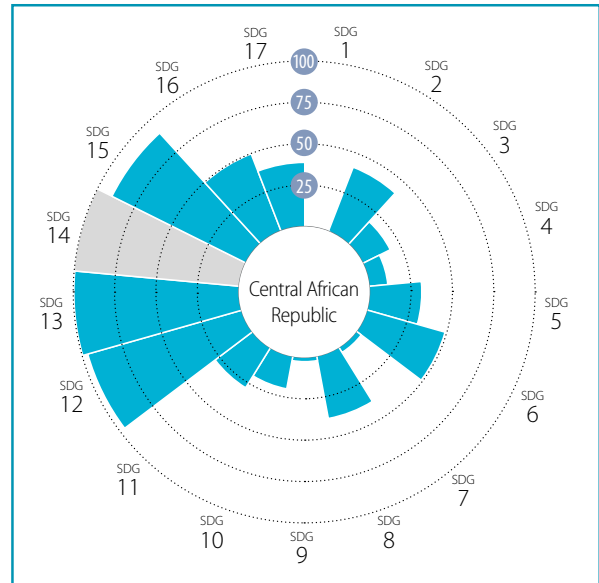 SDG
1
SDG
2
SDG
3
SDG
4
SDG
5
SDG
6
SDG
7
SDG
8
SDG
9
SDG
10
SDG
11
SDG
12
SDG
13
SDG
14
SDG
15
SDG
16
SDG
17
100
75
50
25
Central African
Republic